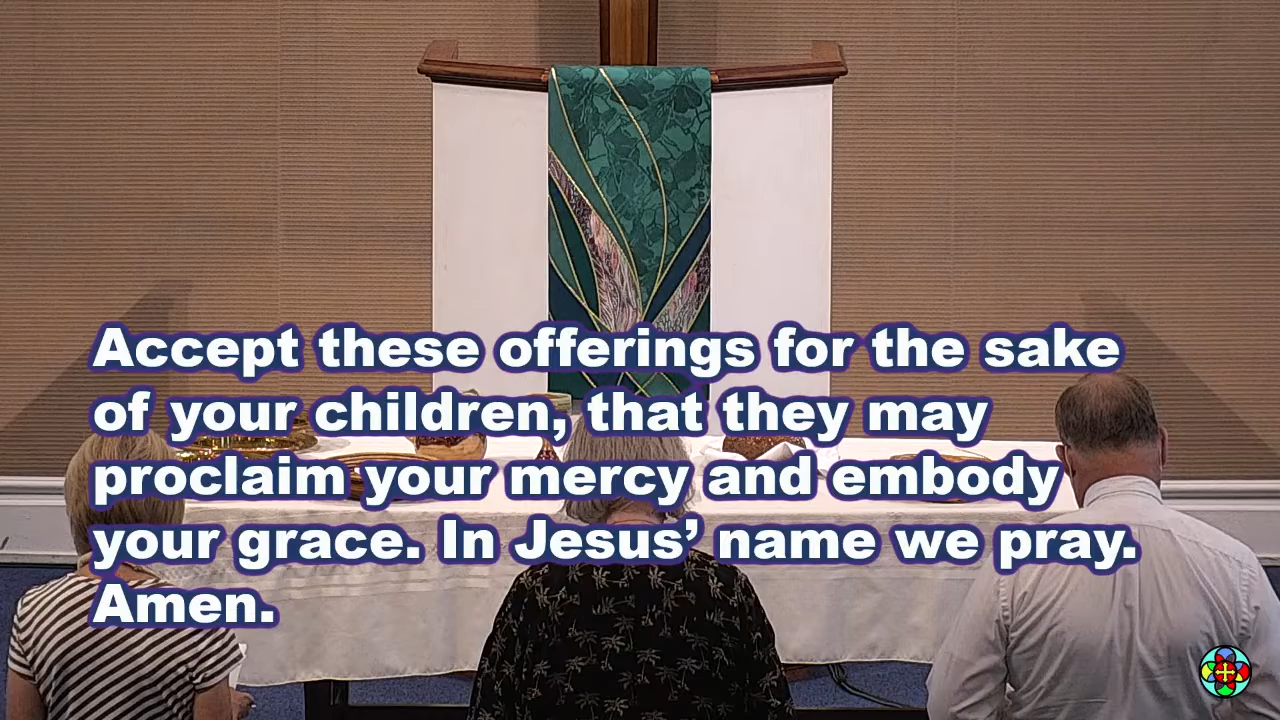 Accept these offerings for the sake
of your children, that they may
proclaim your mercy and embody
your grace. In Jesus’ name we pray.
Amen.